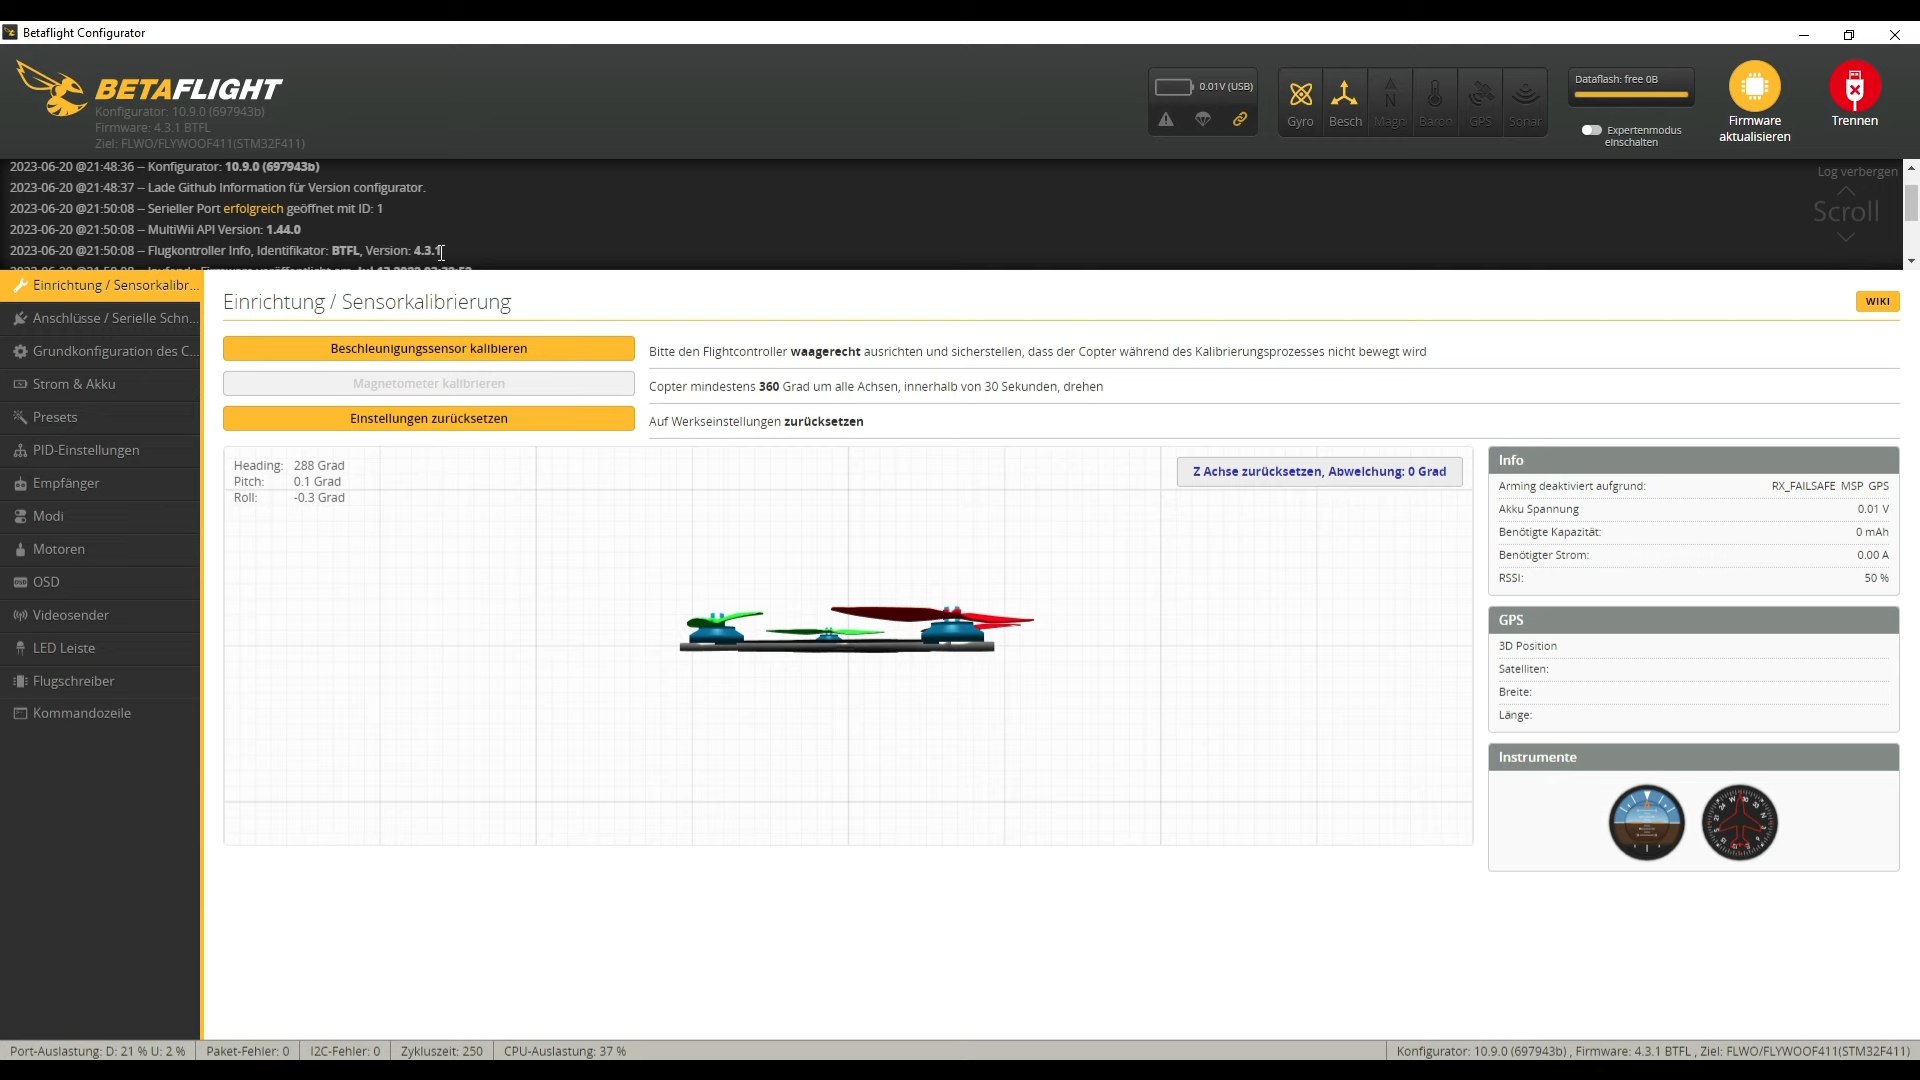 Betaflight Configurator
BETAFLIGHT
Konfigurator: 10.9.0 (697943b)
Firmware: 4.3.1 BTFL
Ziel: FLWO/FLYWOOF411(STM32F411)
0.01V (USB)
Gyro
Besch
Magn
Baron
GPS
Sonar
Dataflash: free 0B
Expertenmodus
einschalten
Firmware
aktualisieren
Trennen
2023-06-20 @21:48:36 -- Konfigurator: 10.9.0 (697943b)
2023-06-20 @21:48:37 -- Lade Github Information für Version configurator.
2023-06-20 @21:50:08 -- Serieller Port erfolgreich geöffnet mit ID: 1
2023-06-20 @21:50:08 -- MultiWii API Version: 1.44.0
2023-06-20 @21:50:08 -- Flugkontroller Info, Identifikator: BTFL, Version: 4.3.1
Log verbergen
Scroll
Einrichtung / Sensorkalibr...
Anschlüsse / Serielle Schn...
Grundkonfiguration des C...
Strom & Akku
Presets
PID-Einstellungen
Empfänger
Modi
Motoren
OSD
Videosender
LED Leiste
Flugschreiber
Kommandozeile
Einrichtung / Sensorkalibrierung
WIKI
Beschleunigungssensor kalibieren
Bitte den Flightcontroller waagerecht ausrichten und sicherstellen, dass der Copter während des Kalibrierungsprozesses nicht bewegt wird
Magnetometer kalibrieren
Copter mindestens 360 Grad um alle Achsen, innerhalb von 30 Sekunden, drehen
Einstellungen zurücksetzen
Auf Werkseinstellungen zurücksetzen
Heading: 288 Grad
Pitch: 0.1 Grad
Roll: -0.3 Grad
Z Achse zurücksetzen, Abweichung: 0 Grad
Info
Arming deaktiviert aufgrund: RX_FAILSAFE MSP GPS
Akku Spannung 0.01 V
Benötigte Kapazität: 0 mAh
Benötigter Strom: 0.00 A
RSSI: 50 %
GPS
3D Position
Satelliten:
Breite:
Länge:
Instrumente
Port-Auslastung: D: 21 % U: 2 %
Paket-Fehler: 0
I2C-Fehler: 0
Zykluszeit: 250
CPU-Auslastung: 37 %
Konfigurator: 10.9.0 (697943b) , Firmware: 4.3.1 BTFL , Ziel: FLWO/FLYWOOF411(STM32F411)